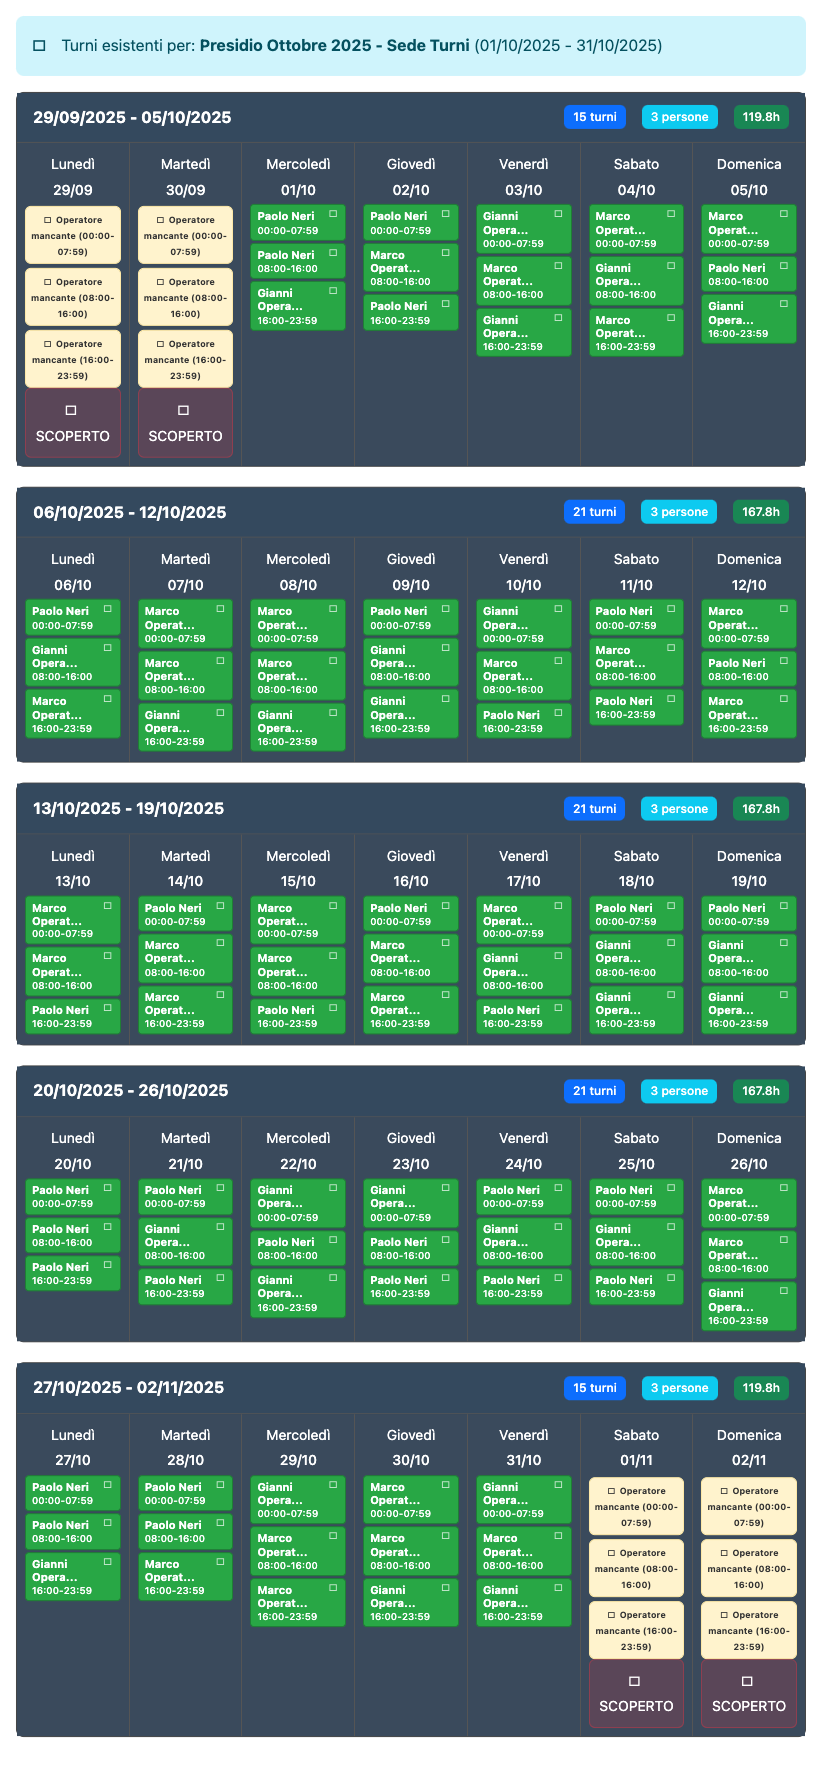 Turni esistenti per: Presidio Ottobre 2025 - Sede Turni (01/10/2025 - 31/10/2025)
29/09/2025 - 05/10/2025
15 turni
3 persone
119.8h
Lunedì
29/09
Operatore
mancante (00:00-
07:59)
Operatore
mancante (08:00-
16:00)
Operatore
mancante (16:00-
23:59)
SCOPERTO
Martedì
30/09
Operatore
mancante (00:00-
07:59)
Operatore
mancante (08:00-
16:00)
Operatore
mancante (16:00-
23:59)
SCOPERTO
Mercoledì
01/10
Paolo Neri
00:00-07:59
Paolo Neri
08:00-16:00
Gianni
Opera...
16:00-23:59
Giovedì
02/10
Paolo Neri
00:00-07:59
Marco
Operat...
08:00-16:00
Paolo Neri
16:00-23:59
Venerdì
03/10
Gianni
Opera...
00:00-07:59
Marco
Operat...
08:00-16:00
Gianni
Opera...
16:00-23:59
Sabato
04/10
Marco
Operat...
00:00-07:59
Gianni
Opera...
08:00-16:00
Marco
Operat...
16:00-23:59
Domenica
05/10
Marco
Operat...
00:00-07:59
Paolo Neri
08:00-16:00
Gianni
Opera...
16:00-23:59
06/10/2025 - 12/10/2025
21 turni
3 persone
167.8h
Lunedì
06/10
Paolo Neri
00:00-07:59
Gianni
Opera...
08:00-16:00
Marco
Operat...
16:00-23:59
Martedì
07/10
Marco
Operat...
00:00-07:59
Marco
Operat...
08:00-16:00
Gianni
Opera...
16:00-23:59
Mercoledì
08/10
Marco
Operat...
00:00-07:59
Marco
Operat...
08:00-16:00
Gianni
Opera...
16:00-23:59
Giovedì
09/10
Paolo Neri
00:00-07:59
Gianni
Opera...
08:00-16:00
Gianni
Opera...
16:00-23:59
Venerdì
10/10
Gianni
Opera...
00:00-07:59
Marco
Operat...
08:00-16:00
Paolo Neri
16:00-23:59
Sabato
11/10
Paolo Neri
00:00-07:59
Marco
Operat...
08:00-16:00
Paolo Neri
16:00-23:59
Domenica
12/10
Marco
Operat...
00:00-07:59
Paolo Neri
08:00-16:00
Marco
Operat...
16:00-23:59
13/10/2025 - 19/10/2025
21 turni
3 persone
167.8h
Lunedì
13/10
Marco
Operat...
00:00-07:59
Marco
Operat...
08:00-16:00
Paolo Neri
16:00-23:59
Martedì
14/10
Paolo Neri
00:00-07:59
Marco
Operat...
08:00-16:00
Marco
Operat...
16:00-23:59
Mercoledì
15/10
Marco
Operat...
00:00-07:59
Marco
Operat...
08:00-16:00
Paolo Neri
16:00-23:59
Giovedì
16/10
Paolo Neri
00:00-07:59
Marco
Operat...
08:00-16:00
Marco
Operat...
16:00-23:59
Venerdì
17/10
Marco
Operat...
00:00-07:59
Gianni
Opera...
08:00-16:00
Paolo Neri
16:00-23:59
Sabato
18/10
Paolo Neri
00:00-07:59
Gianni
Opera...
08:00-16:00
Gianni
Opera...
16:00-23:59
Domenica
19/10
Paolo Neri
00:00-07:59
Gianni
Opera...
08:00-16:00
Gianni
Opera...
16:00-23:59
20/10/2025 - 26/10/2025
21 turni
3 persone
167.8h
Lunedì
20/10
Paolo Neri
00:00-07:59
Paolo Neri
08:00-16:00
Paolo Neri
16:00-23:59
Martedì
21/10
Paolo Neri
00:00-07:59
Gianni
Opera...
08:00-16:00
Paolo Neri
16:00-23:59
Mercoledì
22/10
Gianni
Opera...
00:00-07:59
Paolo Neri
08:00-16:00
Gianni
Opera...
16:00-23:59
Giovedì
23/10
Gianni
Opera...
00:00-07:59
Paolo Neri
08:00-16:00
Paolo Neri
16:00-23:59
Venerdì
24/10
Paolo Neri
00:00-07:59
Gianni
Opera...
08:00-16:00
Paolo Neri
16:00-23:59
Sabato
25/10
Paolo Neri
00:00-07:59
Gianni
Opera...
08:00-16:00
Paolo Neri
16:00-23:59
Domenica
26/10
Marco
Operat...
00:00-07:59
Marco
Operat...
08:00-16:00
Gianni
Opera...
16:00-23:59
27/10/2025 - 02/11/2025
15 turni
3 persone
119.8h
Lunedì
27/10
Paolo Neri
00:00-07:59
Paolo Neri
08:00-16:00
Gianni
Opera...
16:00-23:59
Martedì
28/10
Paolo Neri
00:00-07:59
Paolo Neri
08:00-16:00
Marco
Operat...
16:00-23:59
Mercoledì
29/10
Gianni
Opera...
00:00-07:59
Marco
Operat...
08:00-16:00
Marco
Operat...
16:00-23:59
Giovedì
30/10
Marco
Operat...
00:00-07:59
Marco
Operat...
08:00-16:00
Gianni
Opera...
16:00-23:59
Venerdì
31/10
Gianni
Opera...
00:00-07:59
Marco
Operat...
08:00-16:00
Gianni
Opera...
16:00-23:59
Sabato
01/11
Operatore
mancante (00:00-
07:59)
Operatore
mancante (08:00-
16:00)
Operatore
mancante (16:00-
23:59)
SCOPERTO
Domenica
02/11
Operatore
mancante (00:00-
07:59)
Operatore
mancante (08:00-
16:00)
Operatore
mancante (16:00-
23:59)
SCOPERTO